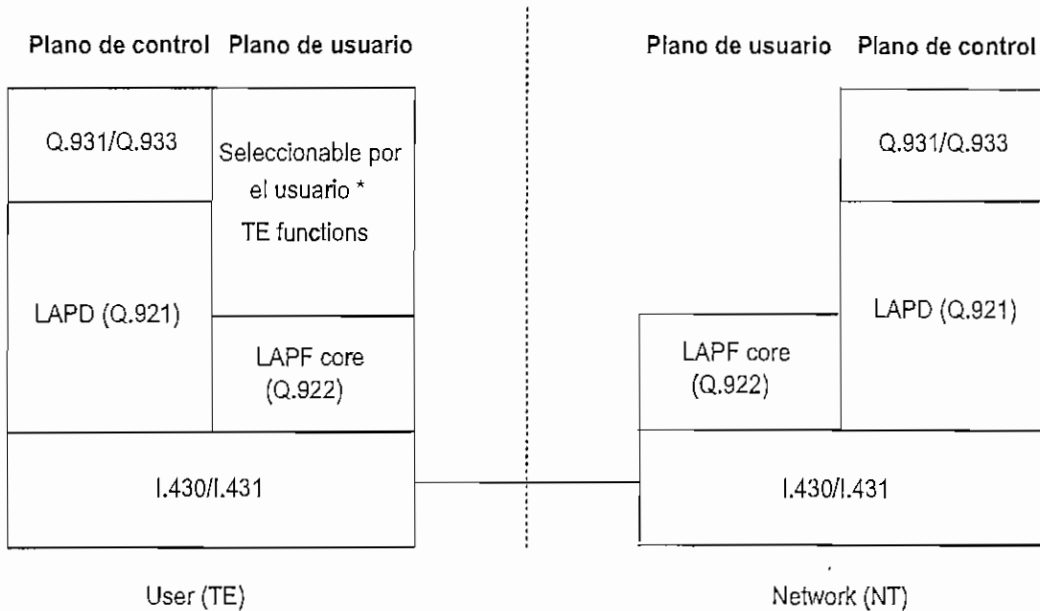 Plano de control Plano de usuario
Plano de usuario Plano de control
Q.931/Q.933
Seleccionable por
el usuario *
TE functions
LAPD (Q.921)
LAPF core
(Q.922)
I.430/I.431
User (TE)
Q.931/Q.933
LAPD (Q.921)
LAPF core
(Q.922)
I.430/I.431
Network (NT)